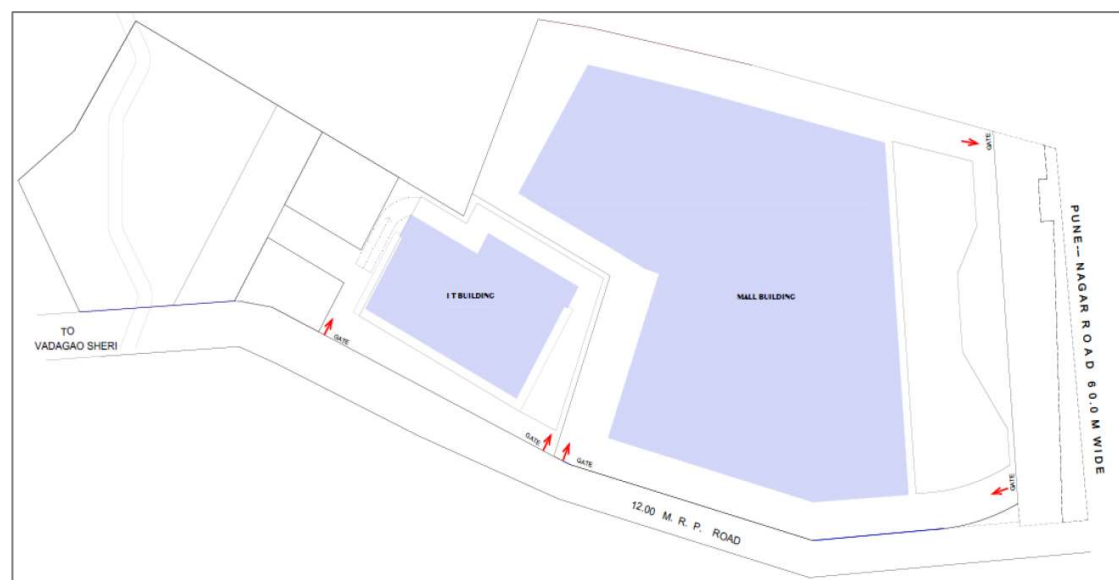 GATE
I T BUILDING
MALL BUILDING
PUNE--- NAGAR ROAD 60.0 M WIDE
TO
VADAGAO SHERI
GATE
GATE
GATE
GATE
12.00 M. R. P. ROAD